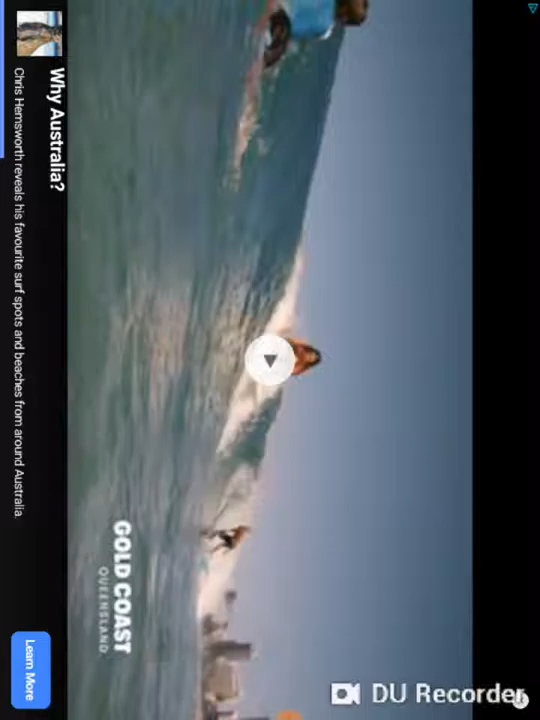 GOLD COAST
QUEENSLAND
Why Australia?
Chris Hemsworth reveals his favourite surf spots and beaches from around Australia.
Learn More
DU Recorder